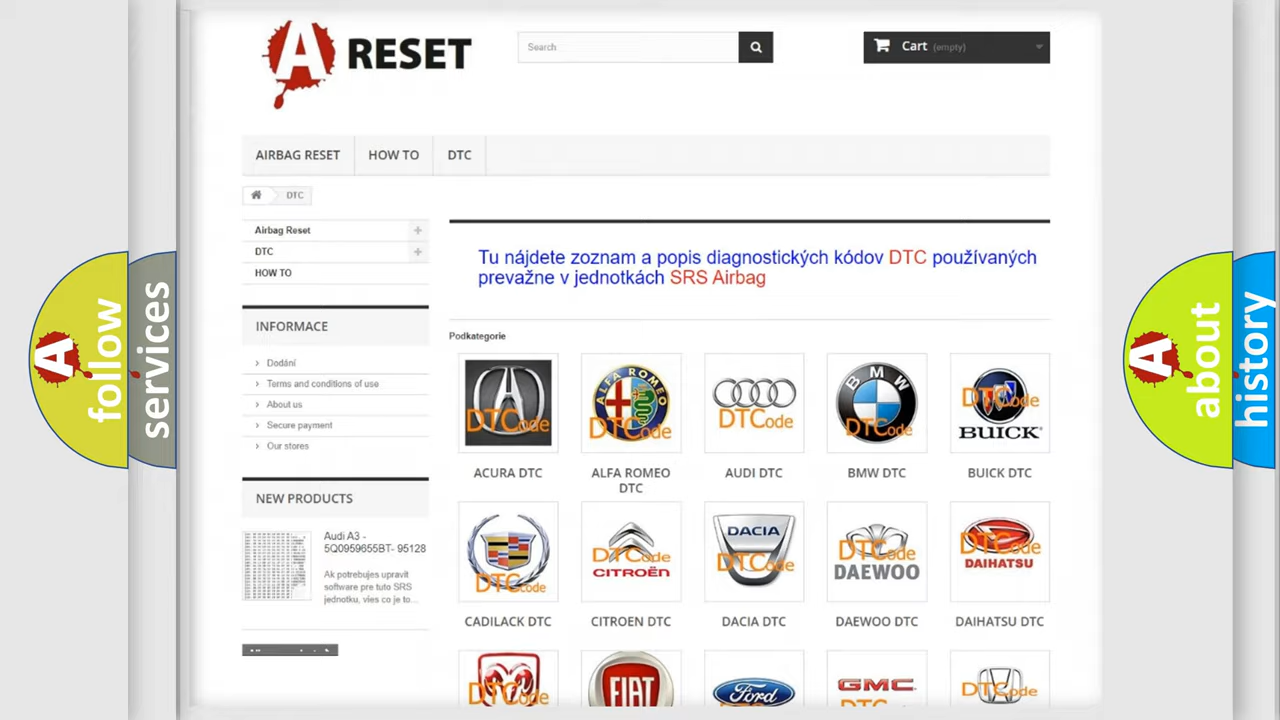 A RESET
Search
Cart (empty)
AIRBAG RESET
HOW TO
DTC
DTC
Airbag Reset
DTC
HOW TO
Tu nájdete zoznam a popis diagnostických kódov DTC používaných
prevažne v jednotkách SRS Airbag
INFORMACE
Podkategorie
Dodání
Terms and conditions of use
About us
Secure payment
Our stores
DTCode
ALFA ROMEO
DTCode
DTCode
BMW
DTCode
DTCode
BUICK
ACURA DTC
ALFA ROMEO
DTC
AUDI DTC
BMW DTC
BUICK DTC
NEW PRODUCTS
Audi A3 -
5Q0959655BT- 95128
Ak potrebujes upravit
software pre tuto SRS
jednotku, vies co je to...
DTCode
DTCode
CITROËN
DACIA
DTCode
DTCode
DAEWOO
DTCode
DAIHATSU
CADILACK DTC
CITROEN DTC
DACIA DTC
DAEWOO DTC
DAIHATSU DTC
DTCode
FIAT
Ford
GMC
DTCode
A follow
services
A about
history